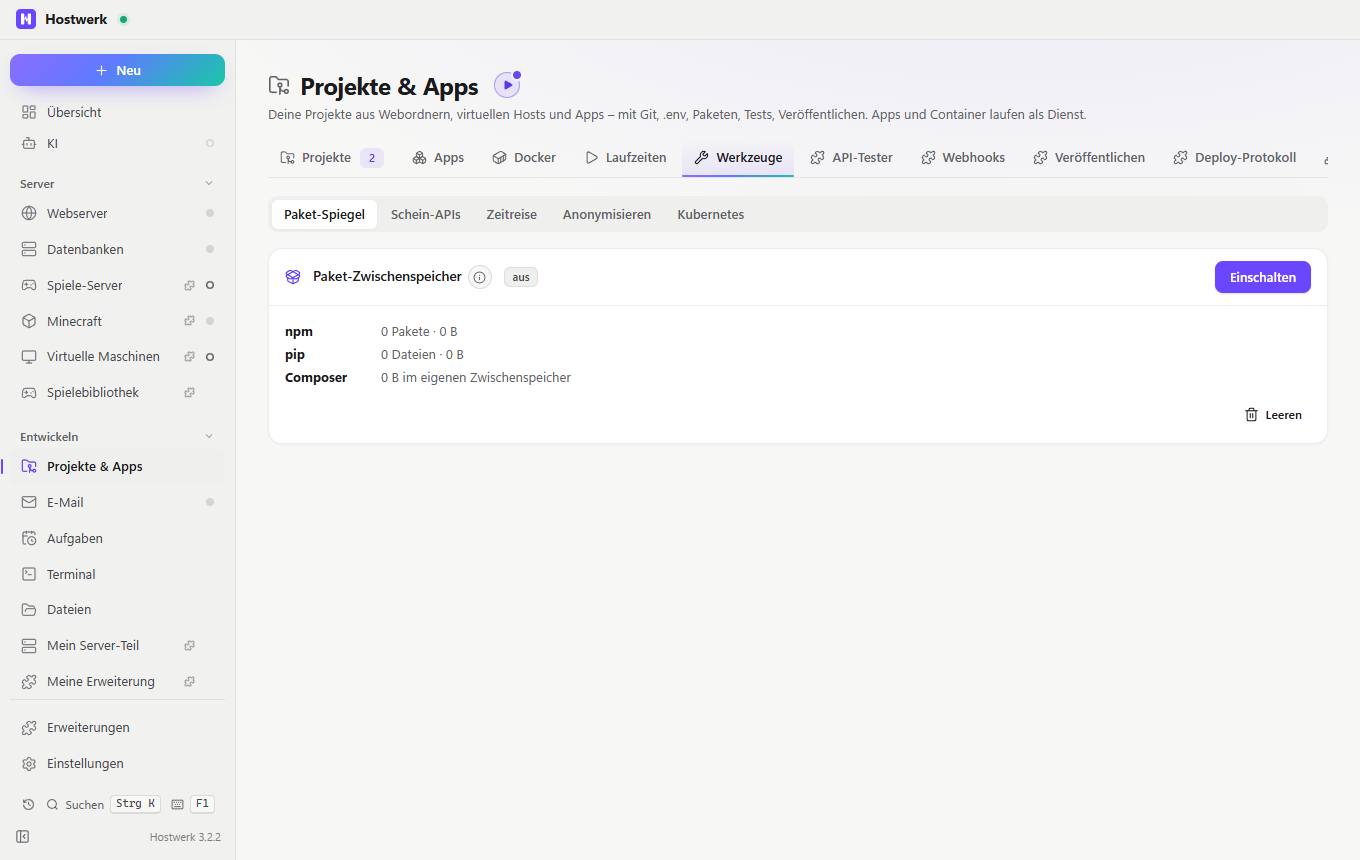 Hostwerk
Neu
Übersicht
KI
Server
Webserver
Datenbanken
Spiele-Server
Minecraft
Virtuelle Maschinen
Spielebibliothek
Entwickeln
Projekte & Apps
E-Mail
Aufgaben
Terminal
Dateien
Mein Server-Teil
Meine Erweiterung
Erweiterungen
Einstellungen
Suchen Strg K F1
Hostwerk 3.2.2
Projekte & Apps
Deine Projekte aus Webordnern, virtuellen Hosts und Apps – mit Git, .env, Paketen, Tests, Veröffentlichen. Apps und Container laufen als Dienst.
Projekte 2 Apps Docker Laufzeiten Werkzeuge API-Tester Webhooks Veröffentlichen Deploy-Protokoll
Paket-Spiegel Schein-APIs Zeitreise Anonymisieren Kubernetes
Paket-Zwischenspeicher aus Einschalten
npm 0 Pakete · 0 B
pip 0 Dateien · 0 B
Composer 0 B im eigenen Zwischenspeicher
Leeren